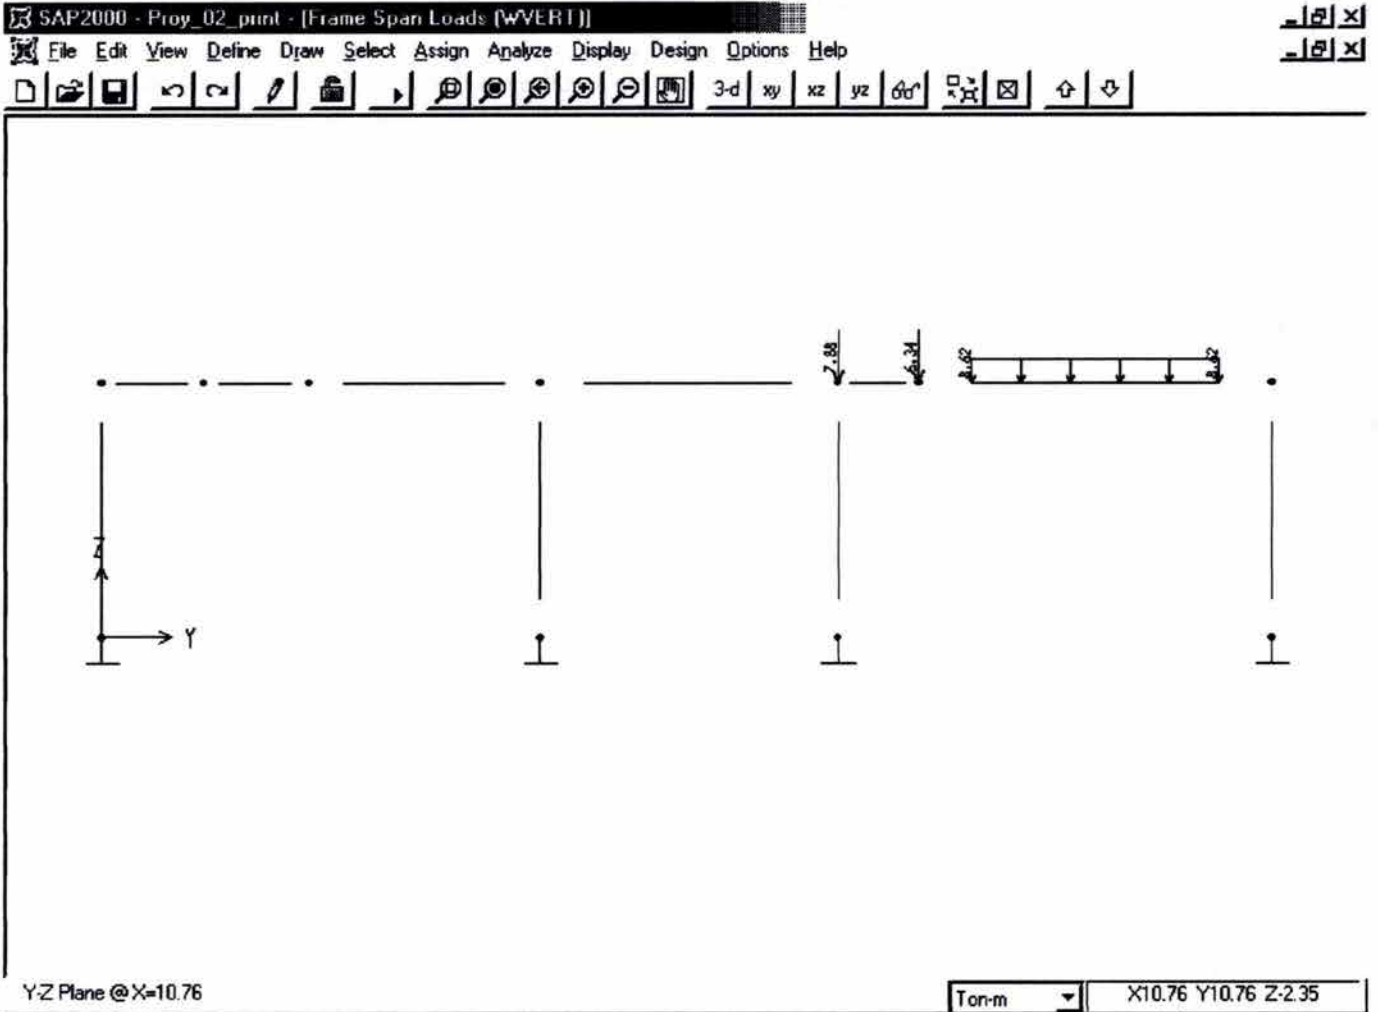 SAP2000 - Proy_02_print - [Frame Span Loads (WVERT)]
File Edit View Define Draw Select Assign Analyze Display Design Options Help
3-d xy xz yz
7.88
6.34
8.62
8.62
Z
Y
Y-Z Plane @ X=10.76
Ton-m
X10.76 Y10.76 Z-2.35